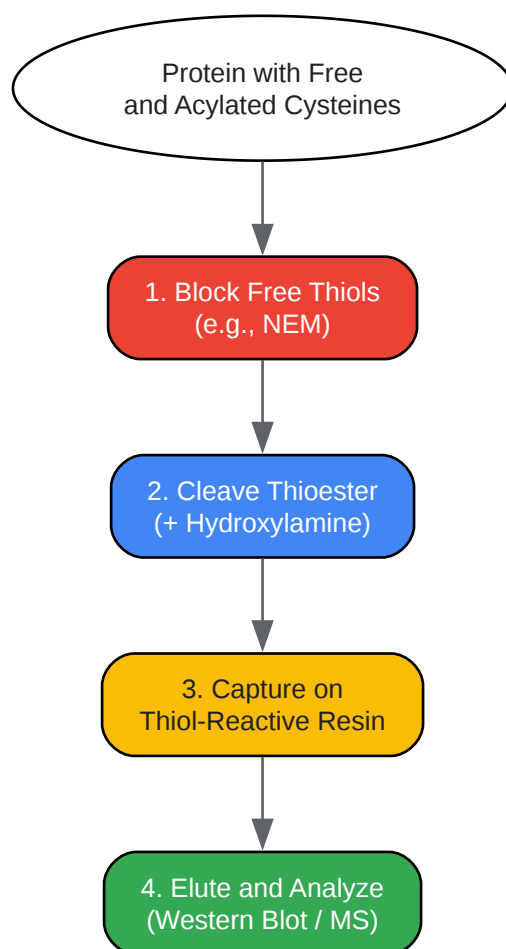 Protein with Free
and Acylated Cysteines
1. Block Free Thiols
(e.g., NEM)
2. Cleave Thioester
(+ Hydroxylamine)
3. Capture on
Thiol-Reactive Resin
4. Elute and Analyze
(Western Blot / MS)